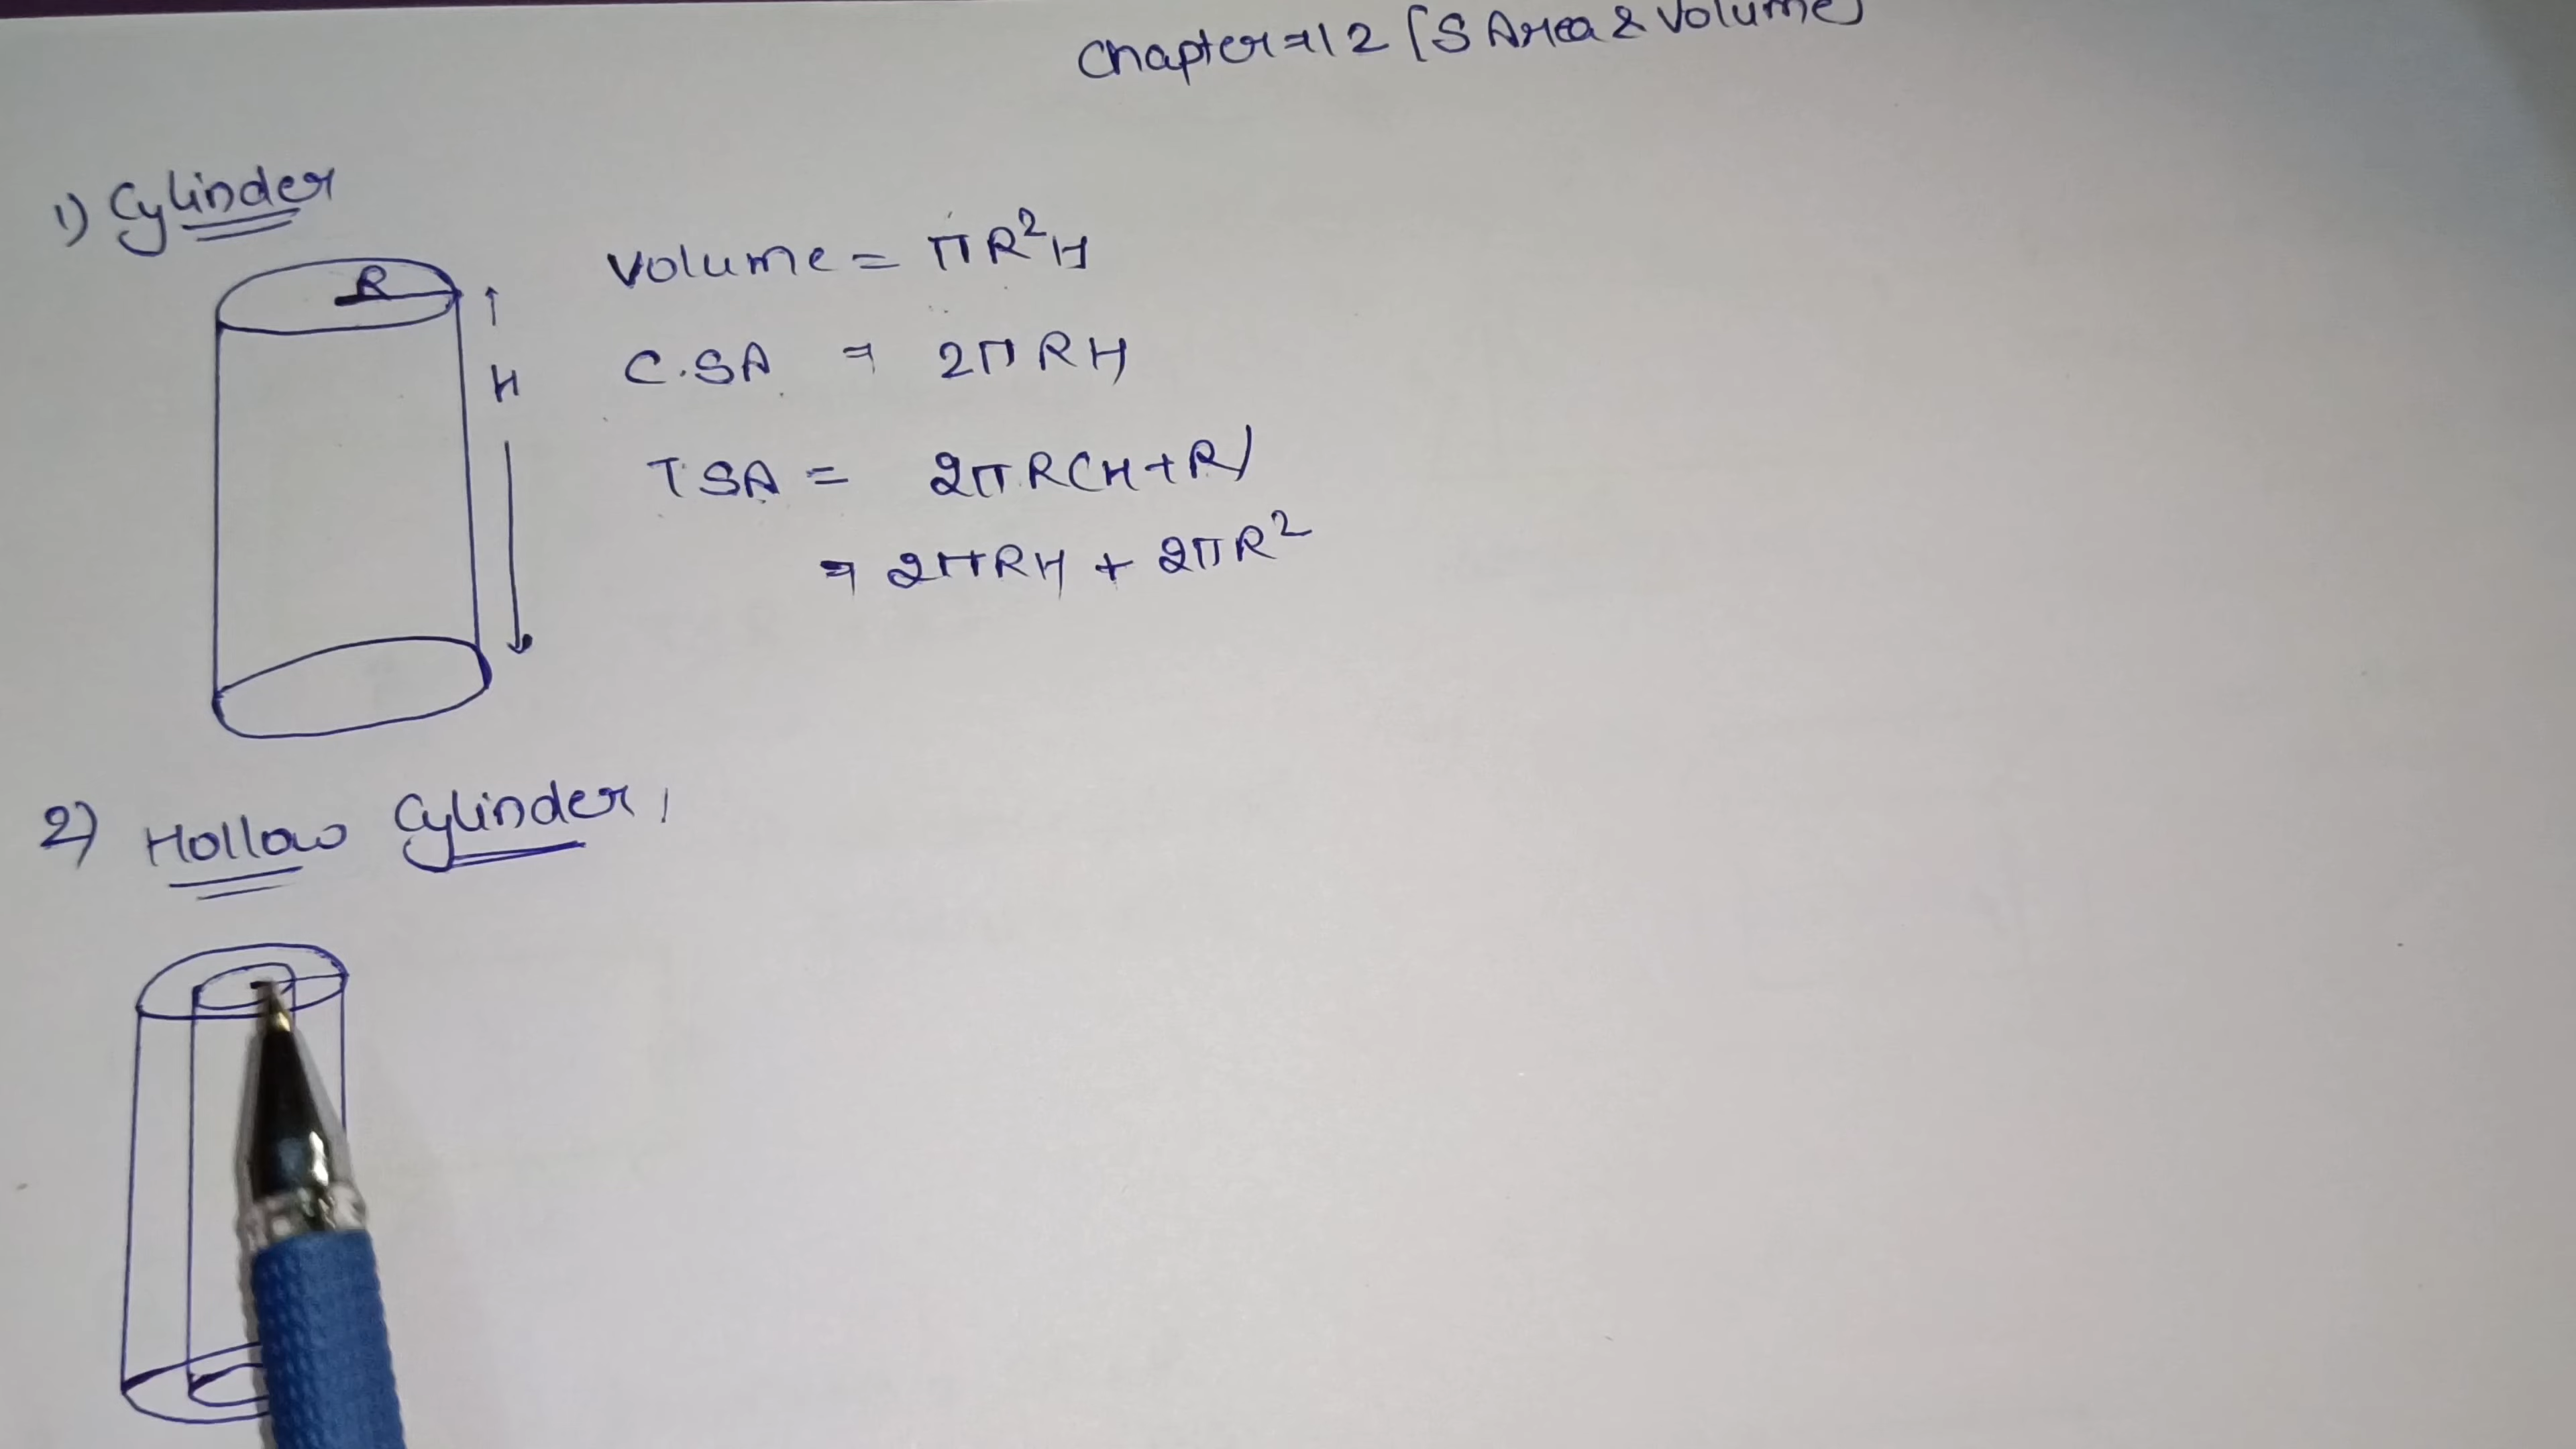 Chapter = 12 (S Area & Volume)
1) Cylinder
R
H
Volume = πR²H
C.SA = 2πRH
TSA = 2πR(H+R)
= 2πRH + 2πR²
2) Hollow Cylinder,